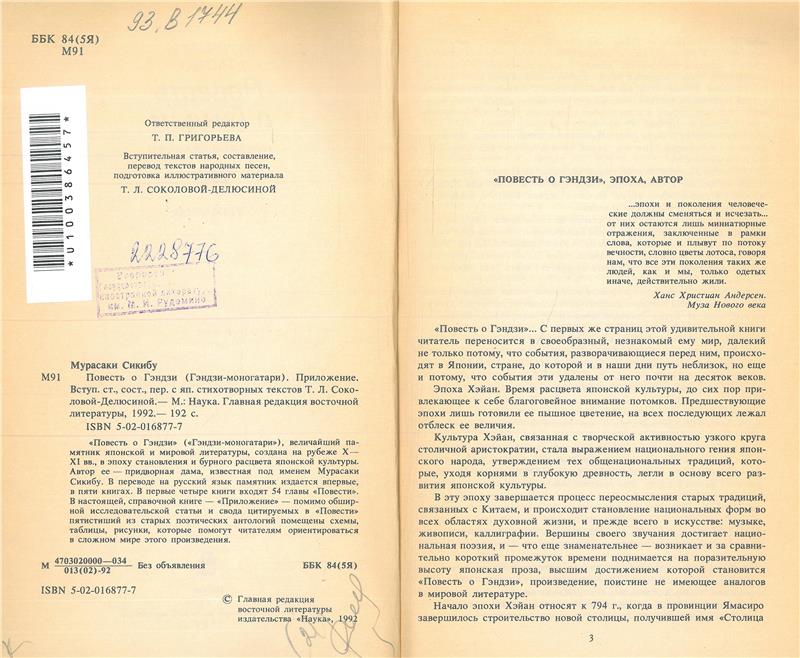 93.В1744
ББК 84(5Я)
М91
Ответственный редактор
Т. П. ГРИГОРЬЕВА
Вступительная статья, составление,
перевод текстов народных песен,
подготовка иллюстративного материала
Т. Л. СОКОЛОВОЙ-ДЕЛЮСИНОЙ
*U100386457*
2228776
иностранной литературы
им. М. И. Рудомино
Мурасаки Сикибу
М91 Повесть о Гэндзи (Гэндзи-моногатари). Приложение.
Вступ. ст., сост., пер. с яп. стихотворных текстов Т. Л. Соко-
ловой-Делюсиной.— М.: Наука. Главная редакция восточной
литературы, 1992.— 192 с.
ISBN 5-02-016877-7
«Повесть о Гэндзи» («Гэндзи-моногатари»), величайший па-
мятник японской и мировой литературы, создана на рубеже X—
XI вв., в эпоху становления и бурного расцвета японской культуры.
Автор ее — придворная дама, известная под именем Мурасаки
Сикибу. В переводе на русский язык памятник издается впервые,
в пяти книгах. В первые четыре книги входят 54 главы «Повести».
В настоящей, справочной книге — «Приложение» — помимо обшир-
ной исследовательской статьи и свода цитируемых в «Повести»
пятистиший из старых поэтических антологий помещены схемы,
таблицы, рисунки, которые помогут читателям ориентироваться
в сложном мире этого произведения.
М 4703020000—034
013(02)-92 Без объявления ББК 84(5Я)
ISBN 5-02-016877-7
© Главная редакция
восточной литературы
издательства «Наука», 1992
«ПОВЕСТЬ О ГЭНДЗИ», ЭПОХА, АВТОР
...эпохи и поколения человече-
ские должны сменяться и исчезать...
от них остаются лишь миниатюрные
отражения, заключенные в рамки
слова, которые и плывут по потоку
вечности, словно цветы лотоса, говоря
нам, что все эти поколения таких же
людей, как и мы, только одетых
иначе, действительно жили.
Ханс Христиан Андерсен.
Муза Нового века
«Повесть о Гэндзи»... С первых же страниц этой удивительной книги
читатель переносится в своеобразный, незнакомый ему мир, далекий
не только потому, что события, разворачивающиеся перед ним, происхо-
дят в Японии, стране, до которой и в наши дни путь неблизок, но еще
и потому, что события эти удалены от него почти на десяток веков.
Эпоха Хэйан. Время расцвета японской культуры, до сих пор при-
влекающее к себе благоговейное внимание потомков. Предшествующие
эпохи лишь готовили ее пышное цветение, на всех последующих лежал
отблеск ее величия.
Культура Хэйан, связанная с творческой активностью узкого круга
столичной аристократии, стала выражением национального гения япон-
ского народа, утверждением тех общенациональных традиций, кото-
рые, уходя корнями в глубокую древность, легли в основу всего раз-
вития японской культуры.
В эту эпоху завершается процесс переосмысления старых традиций,
связанных с Китаем, и происходит становление национальных форм во
всех областях духовной жизни, и прежде всего в искусстве: музыке,
живописи, каллиграфии. Вершины своего звучания достигает нацио-
нальная поэзия, и — что еще знаменательнее — возникает и за сравни-
тельно короткий промежуток времени поднимается на поразительную
высоту японская проза, высшим достижением которой становится
«Повесть о Гэндзи», произведение, поистине не имеющее аналогов
в мировой литературе.
Начало эпохи Хэйан относят к 794 г., когда в провинции Ямасиро
завершилось строительство новой столицы, получившей имя «Столица
3